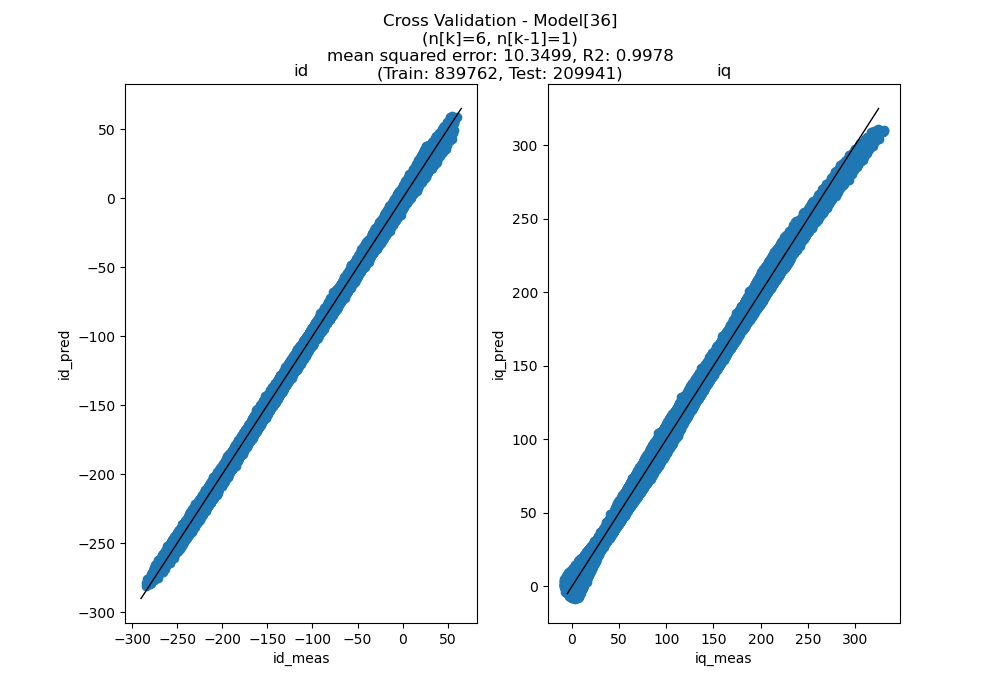 Cross Validation - Model[36]
(n[k]=6, n[k-1]=1)
mean squared error: 10.3499, R2: 0.9978
(Train: 839762, Test: 209941)
id
iq
50
0
−50
−100
−150
−200
−250
−300
id_pred
−300 −250 −200 −150 −100 −50 0 50
id_meas
300
250
200
150
100
50
0
iq_pred
0 50 100 150 200 250 300
iq_meas